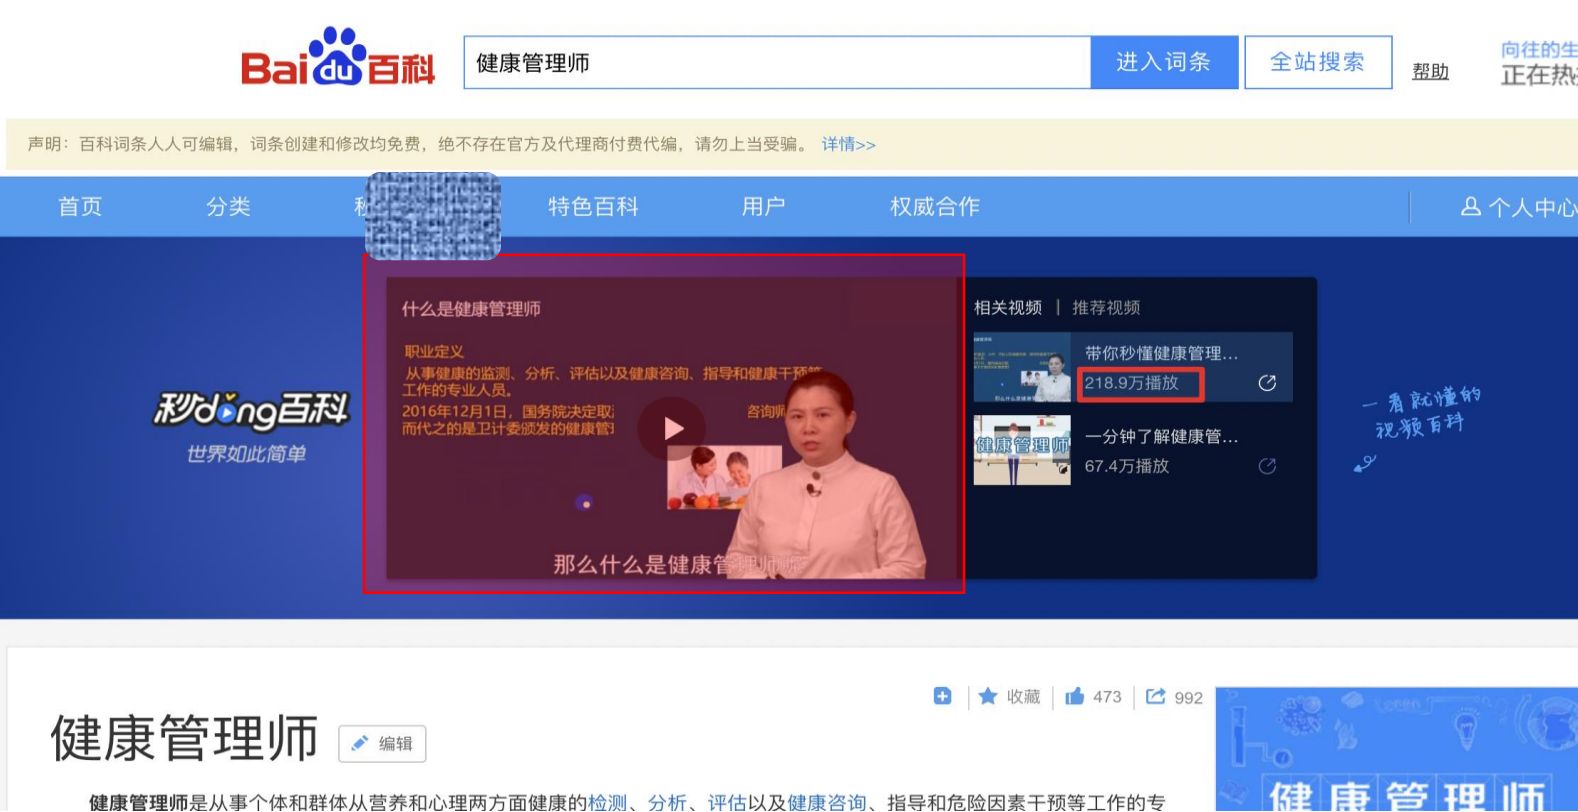 Baidu百科
健康管理师
进入词条
全站搜索
帮助
向往的生
正在热
声明：百科词条人人可编辑，词条创建和修改均免费，绝不存在官方及代理商付费代编，请勿上当受骗。 详情>>
首页 分类 特色百科 用户 权威合作 个人中心
秒dǒng百科
世界如此简单
什么是健康管理师
职业定义
从事健康的监测、分析、评估以及健康咨询、指导和健康干预等
工作的专业人员。
2016年12月1日，国务院决定取 咨询师
而代之的是卫计委颁发的健康管
那么什么是健康管理师呢
相关视频 | 推荐视频
带你秒懂健康管理...
218.9万播放
健康管理师
一分钟了解健康管...
67.4万播放
一看就懂的
视频百科
收藏 473 992
健康管理师
编辑
健康管理师是从事个体和群体从营养和心理两方面健康的检测、分析、评估以及健康咨询、指导和危险因素干预等工作的专
健康管理师